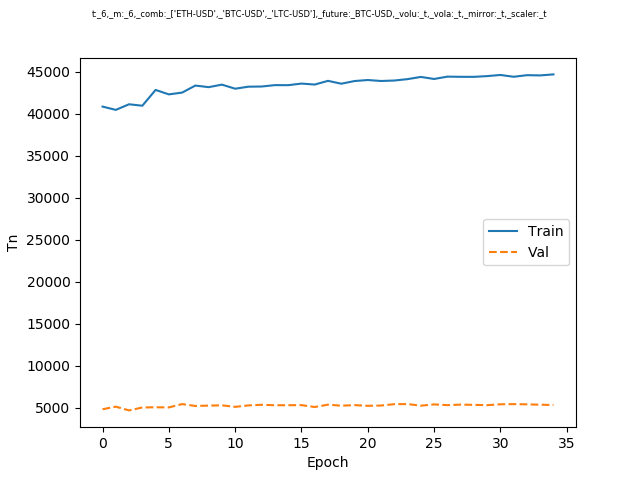 t:_6,_m:_6,_comb:_['ETH-USD',_'BTC-USD',_'LTC-USD'],_future:_BTC-USD,_volu:_t,_vola:_t,_mirror:_t,_scaler:_t
45000
40000
35000
30000
25000
20000
15000
10000
5000
Tn
Train
Val
0 5 10 15 20 25 30 35
Epoch